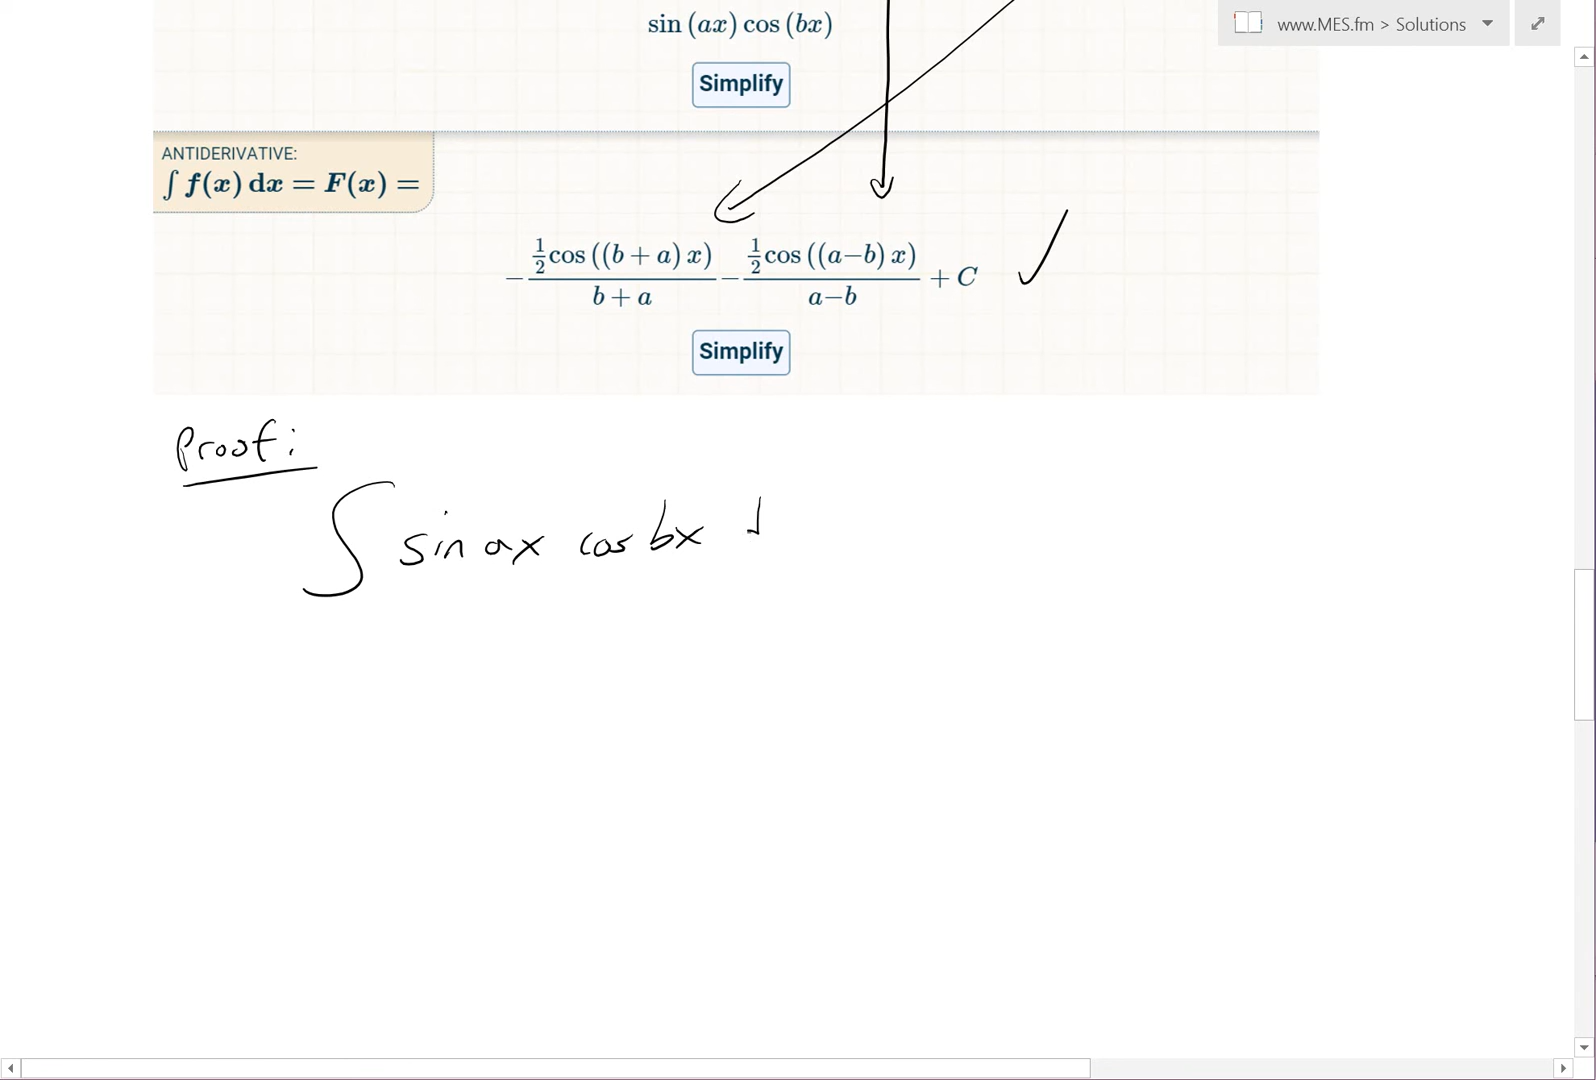 www.MES.fm > Solutions
sin (ax) cos (bx)
Simplify
ANTIDERIVATIVE:
∫ f(x) dx = F(x) =
− (½cos ((b + a) x))/(b + a) − (½cos ((a−b) x))/(a−b) + C ✓
Simplify
Proof:
∫ sin ax cos bx d